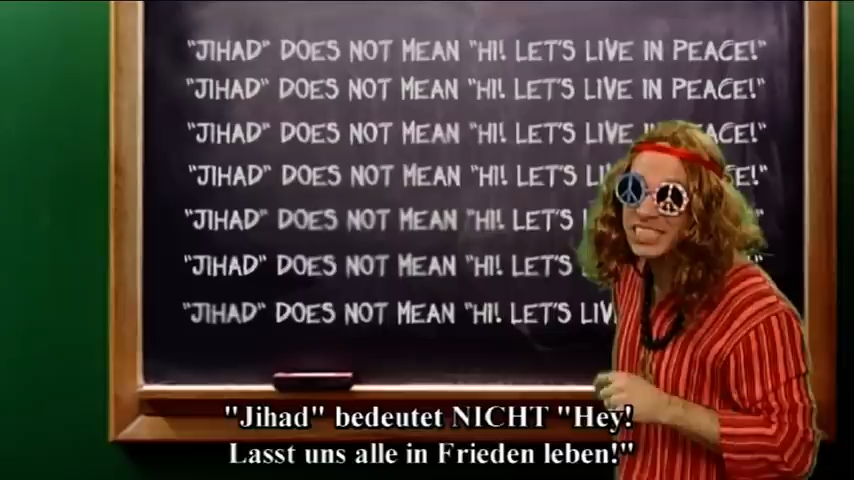 "JIHAD" DOES NOT MEAN "HI! LET'S LIVE IN PEACE!"
"JIHAD" DOES NOT MEAN "HI! LET'S LIVE IN PEACE!"
"JIHAD" DOES NOT MEAN "HI! LET'S LIVE PEACE!"
"JIHAD" DOES NOT MEAN "HI! LET'S
"JIHAD" DOES NOT MEAN "HI! LET'S
"JIHAD" DOES NOT MEAN "HI! LET'S
"JIHAD" DOES NOT MEAN "HI! LET'S
"Jihad" bedeutet NICHT "Hey!
Lasst uns alle in Frieden leben!"